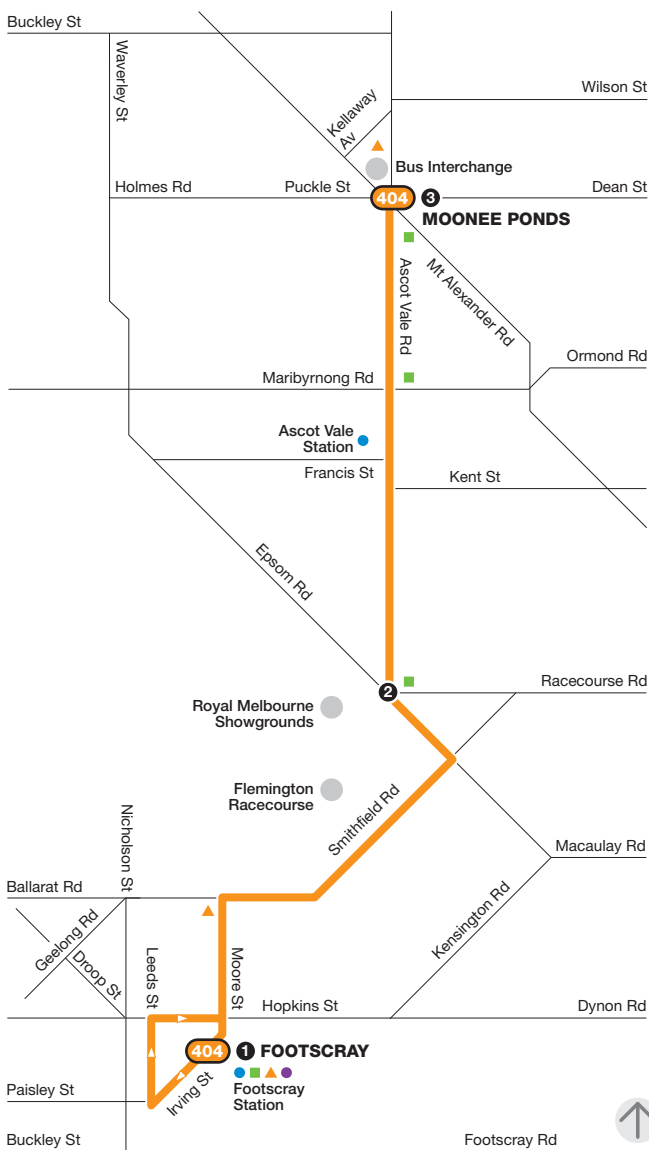 Buckley St
Waverley St
Wilson St
Kellaway
Av
Bus Interchange
Holmes Rd
Puckle St
404
3
Dean St
MOONEE PONDS
Ascot Vale Rd
Mt Alexander Rd
Ormond Rd
Maribyrnong Rd
Ascot Vale
Station
Francis St
Kent St
Epsom Rd
2
Racecourse Rd
Royal Melbourne
Showgrounds
Flemington
Racecourse
Smithfield Rd
Nicholson St
Macaulay Rd
Ballarat Rd
Kensington Rd
Geelong Rd
Droop St
Leeds St
Moore St
Hopkins St
Dynon Rd
404
1
FOOTSCRAY
Footscray
Station
Irving St
Paisley St
Buckley St
Footscray Rd